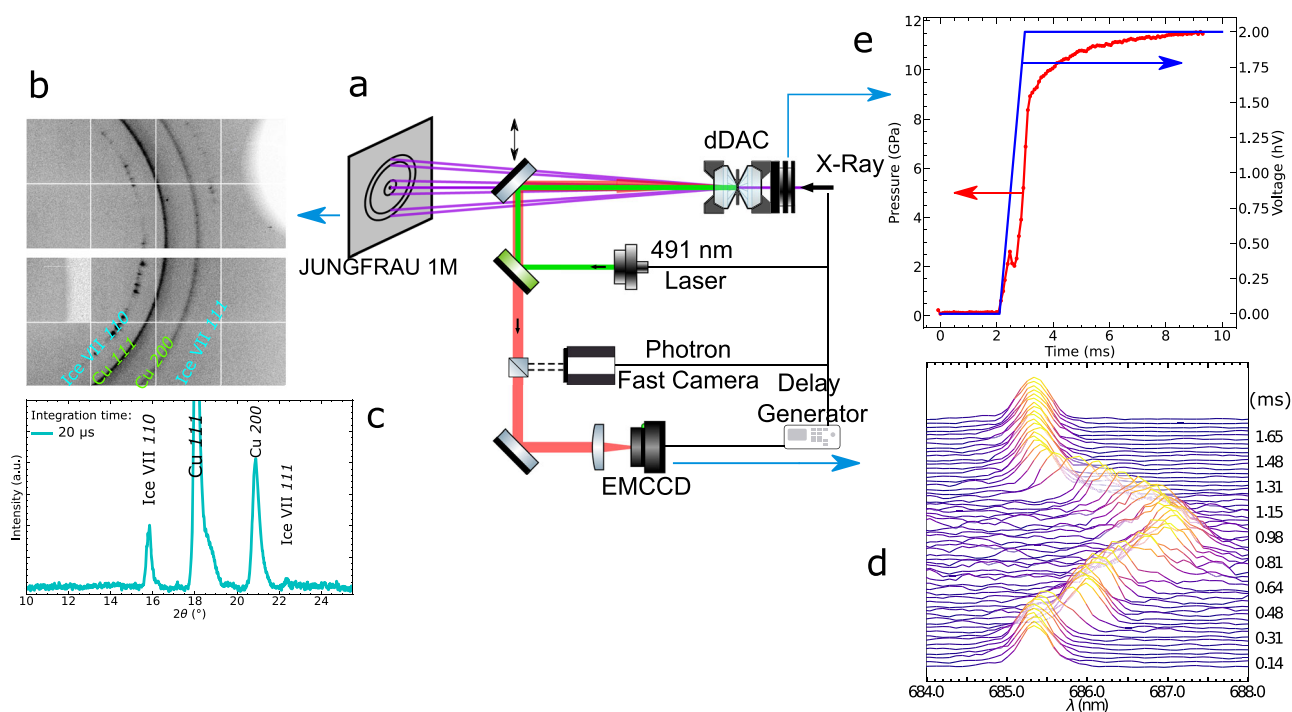 b
Ice VII 110
Cu 111
Cu 200
Ice VII 111
a
JUNGFRAU 1M
dDAC
X-Ray
491 nm
Laser
Photron
Fast Camera
Delay
Generator
EMCCD
c
Integration time:
20 μs
Ice VII 110
Cu 111
Cu 200
Ice VII 111
Intensity (a.u.)
10 12 14 16 18 20 22 24
2θ (°)
e
Pressure (GPa)
12
10
8
6
4
2
0
Voltage (hV)
2.00
1.75
1.50
1.25
1.00
0.75
0.50
0.25
0.00
0 2 4 6 8 10
Time (ms)
d
(ms)
1.65
1.48
1.31
1.15
0.98
0.81
0.64
0.48
0.31
0.14
684.0 685.0 686.0 687.0 688.0
λ (nm)